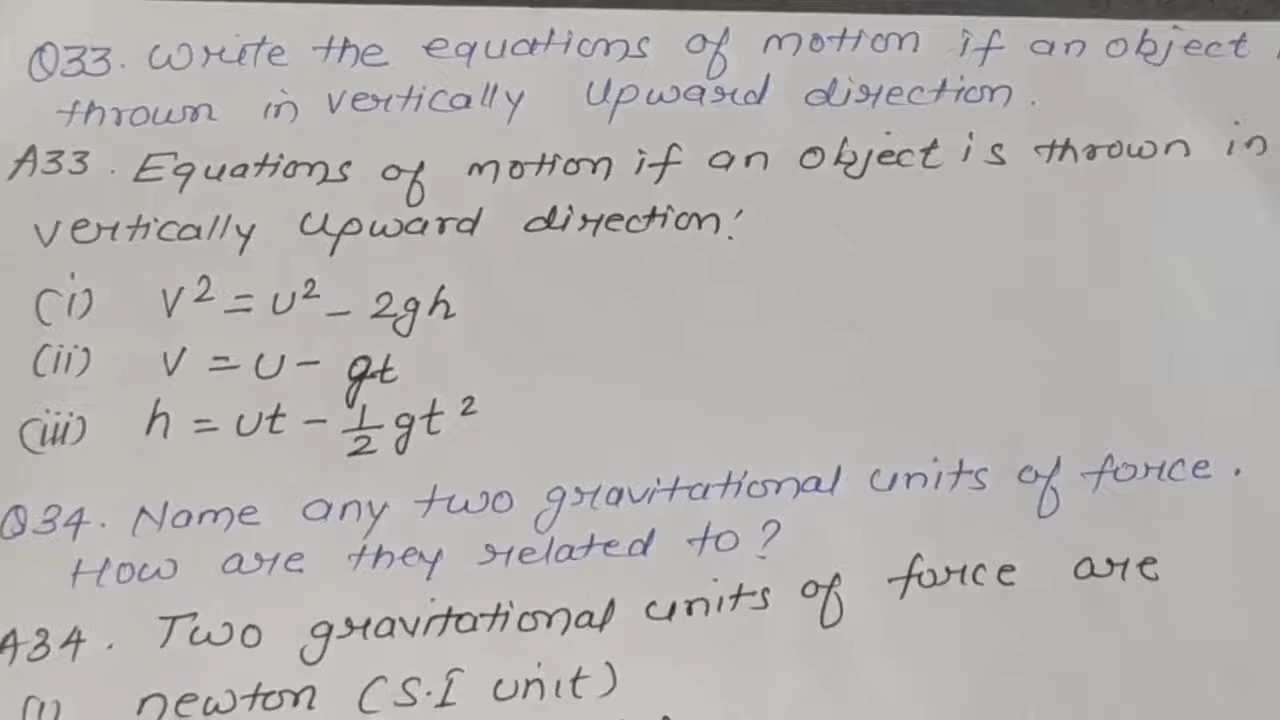 Q33. Write the equations of motion if an object
thrown in vertically upward direction.
A33. Equations of motion if an object is thrown in
vertically upward direction:
(i) v² = u² - 2gh
(ii) v = u - gt
(iii) h = ut - 1/2 gt²
Q34. Name any two gravitational units of force.
How are they related to?
A34. Two gravitational units of force are
(i) newton (S.I unit)